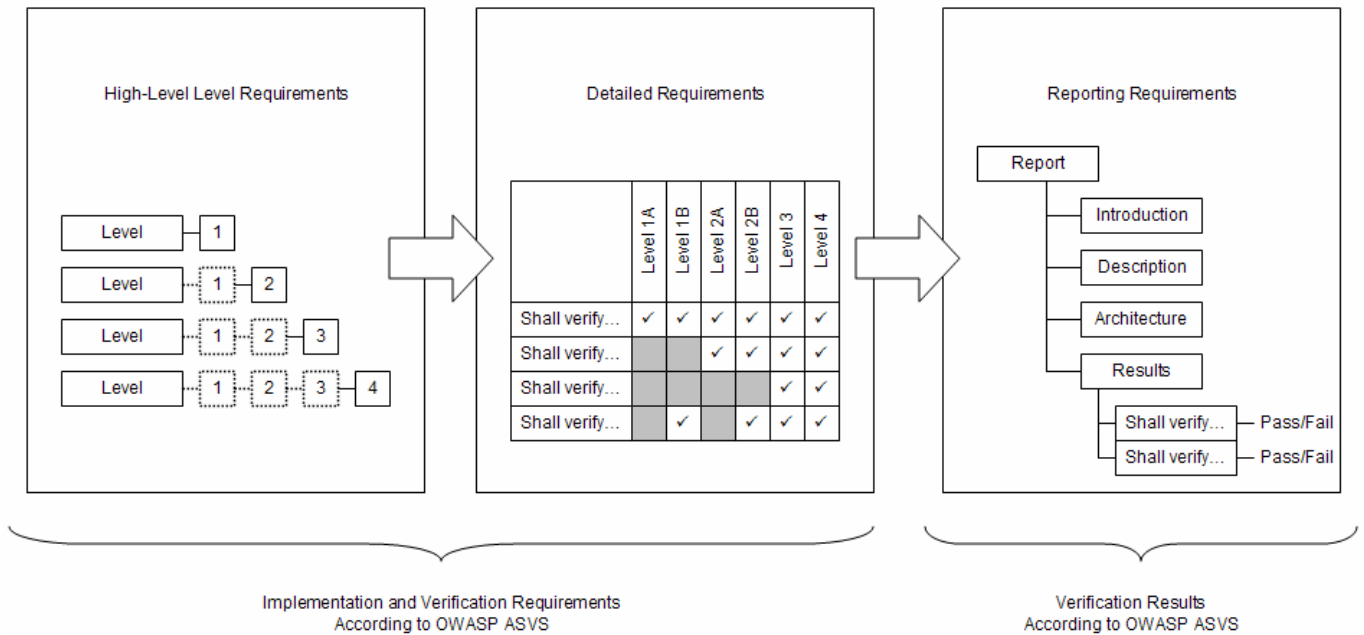 High-Level Level Requirements
Level 1
Level 1 2
Level 1 2 3
Level 1 2 3 4
Detailed Requirements
Level 1A Level 1B Level 2A Level 2B Level 3 Level 4
Shall verify... ✓ ✓ ✓ ✓ ✓ ✓
Shall verify... ✓ ✓ ✓ ✓
Shall verify... ✓ ✓
Shall verify... ✓ ✓ ✓ ✓
Reporting Requirements
Report
Introduction
Description
Architecture
Results
Shall verify... Pass/Fail
Shall verify... Pass/Fail
Implementation and Verification Requirements
According to OWASP ASVS
Verification Results
According to OWASP ASVS